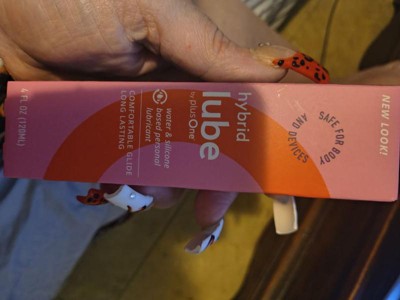 NEW LOOK!
SAFE FOR BODY
AND DEVICES
hybrid
lube
by plusOne
water & silicone
based personal
lubricant
COMFORTABLE GLIDE
LONG LASTING
4 FL OZ (120ML)